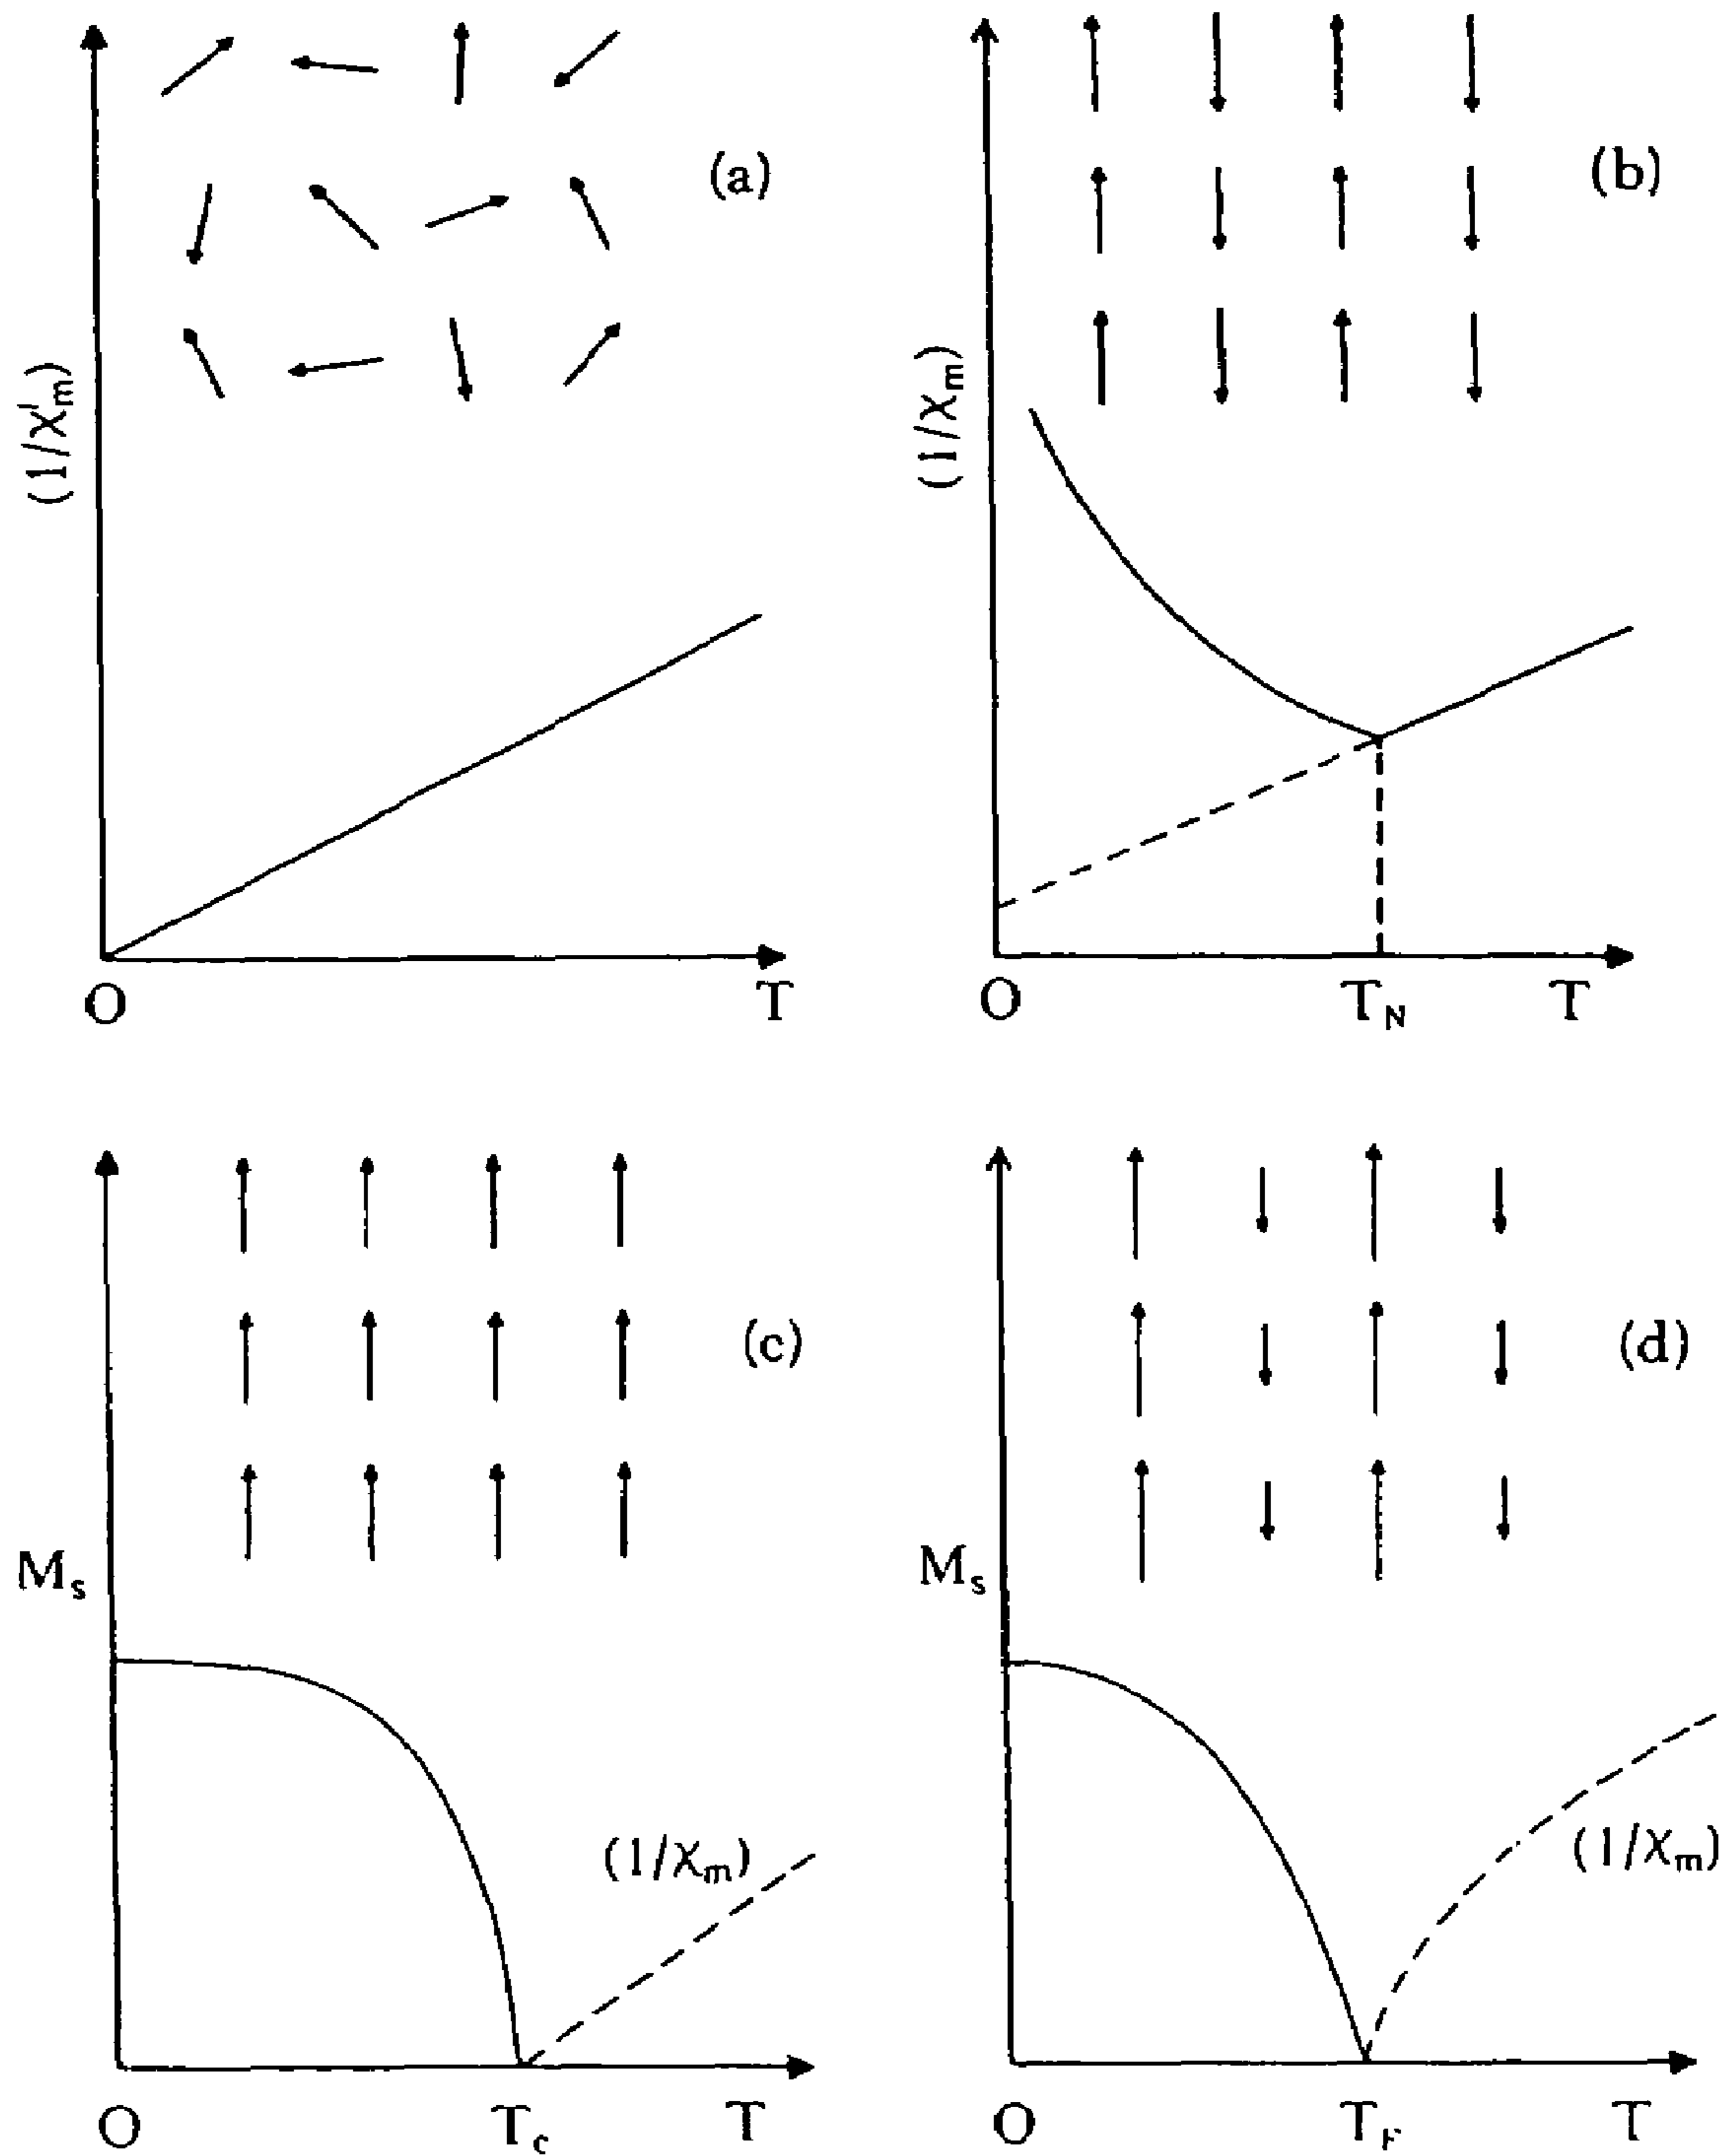 (a)
(1/χ'm)
O
T
(b)
(1/χm)
O
TN
T
(c)
Ms
(1/χm)
O
Tc
T
(d)
Ms
(1/χm)
O
TF
T